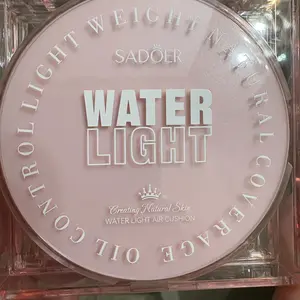 LIGHT WEIGHT NATURAL COVERAGE OIL CONTROL
SADOER
WATER
LIGHT
Creating Natural Skin
WATER LIGHT AIR CUSHION